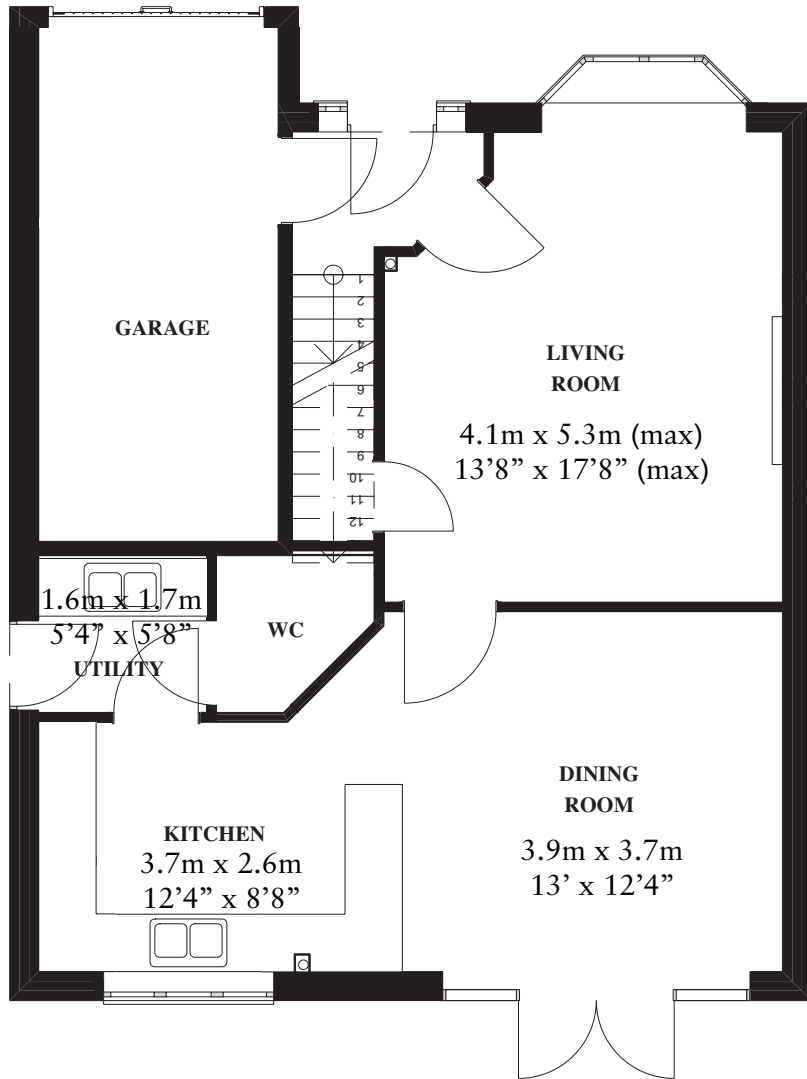 GARAGE
LIVING
ROOM
4.1m x 5.3m (max)
13’8” x 17’8” (max)
1
2
3
4
5
6
7
8
9
10
11
12
1.6m x 1.7m
5’4” x 5’8”
UTILITY
WC
KITCHEN
3.7m x 2.6m
12’4” x 8’8”
DINING
ROOM
3.9m x 3.7m
13’ x 12’4”